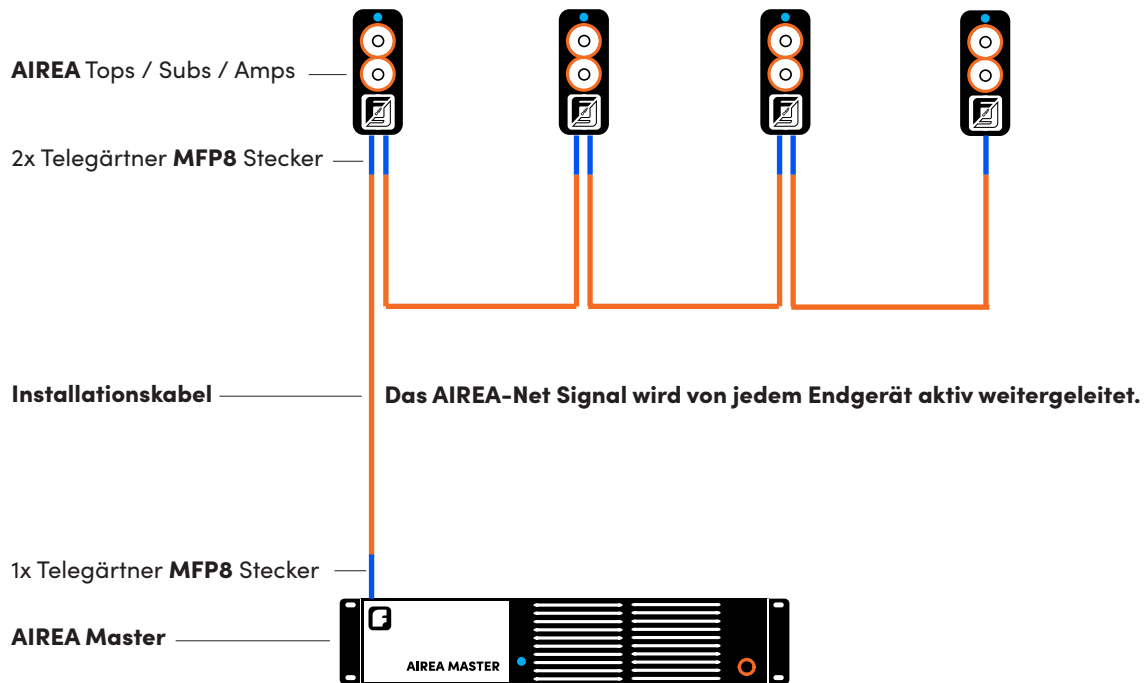 AIREA Tops / Subs / Amps
2x Telegärtner MFP8 Stecker
Installationskabel
Das AIREA-Net Signal wird von jedem Endgerät aktiv weitergeleitet.
1x Telegärtner MFP8 Stecker
AIREA Master
AIREA MASTER